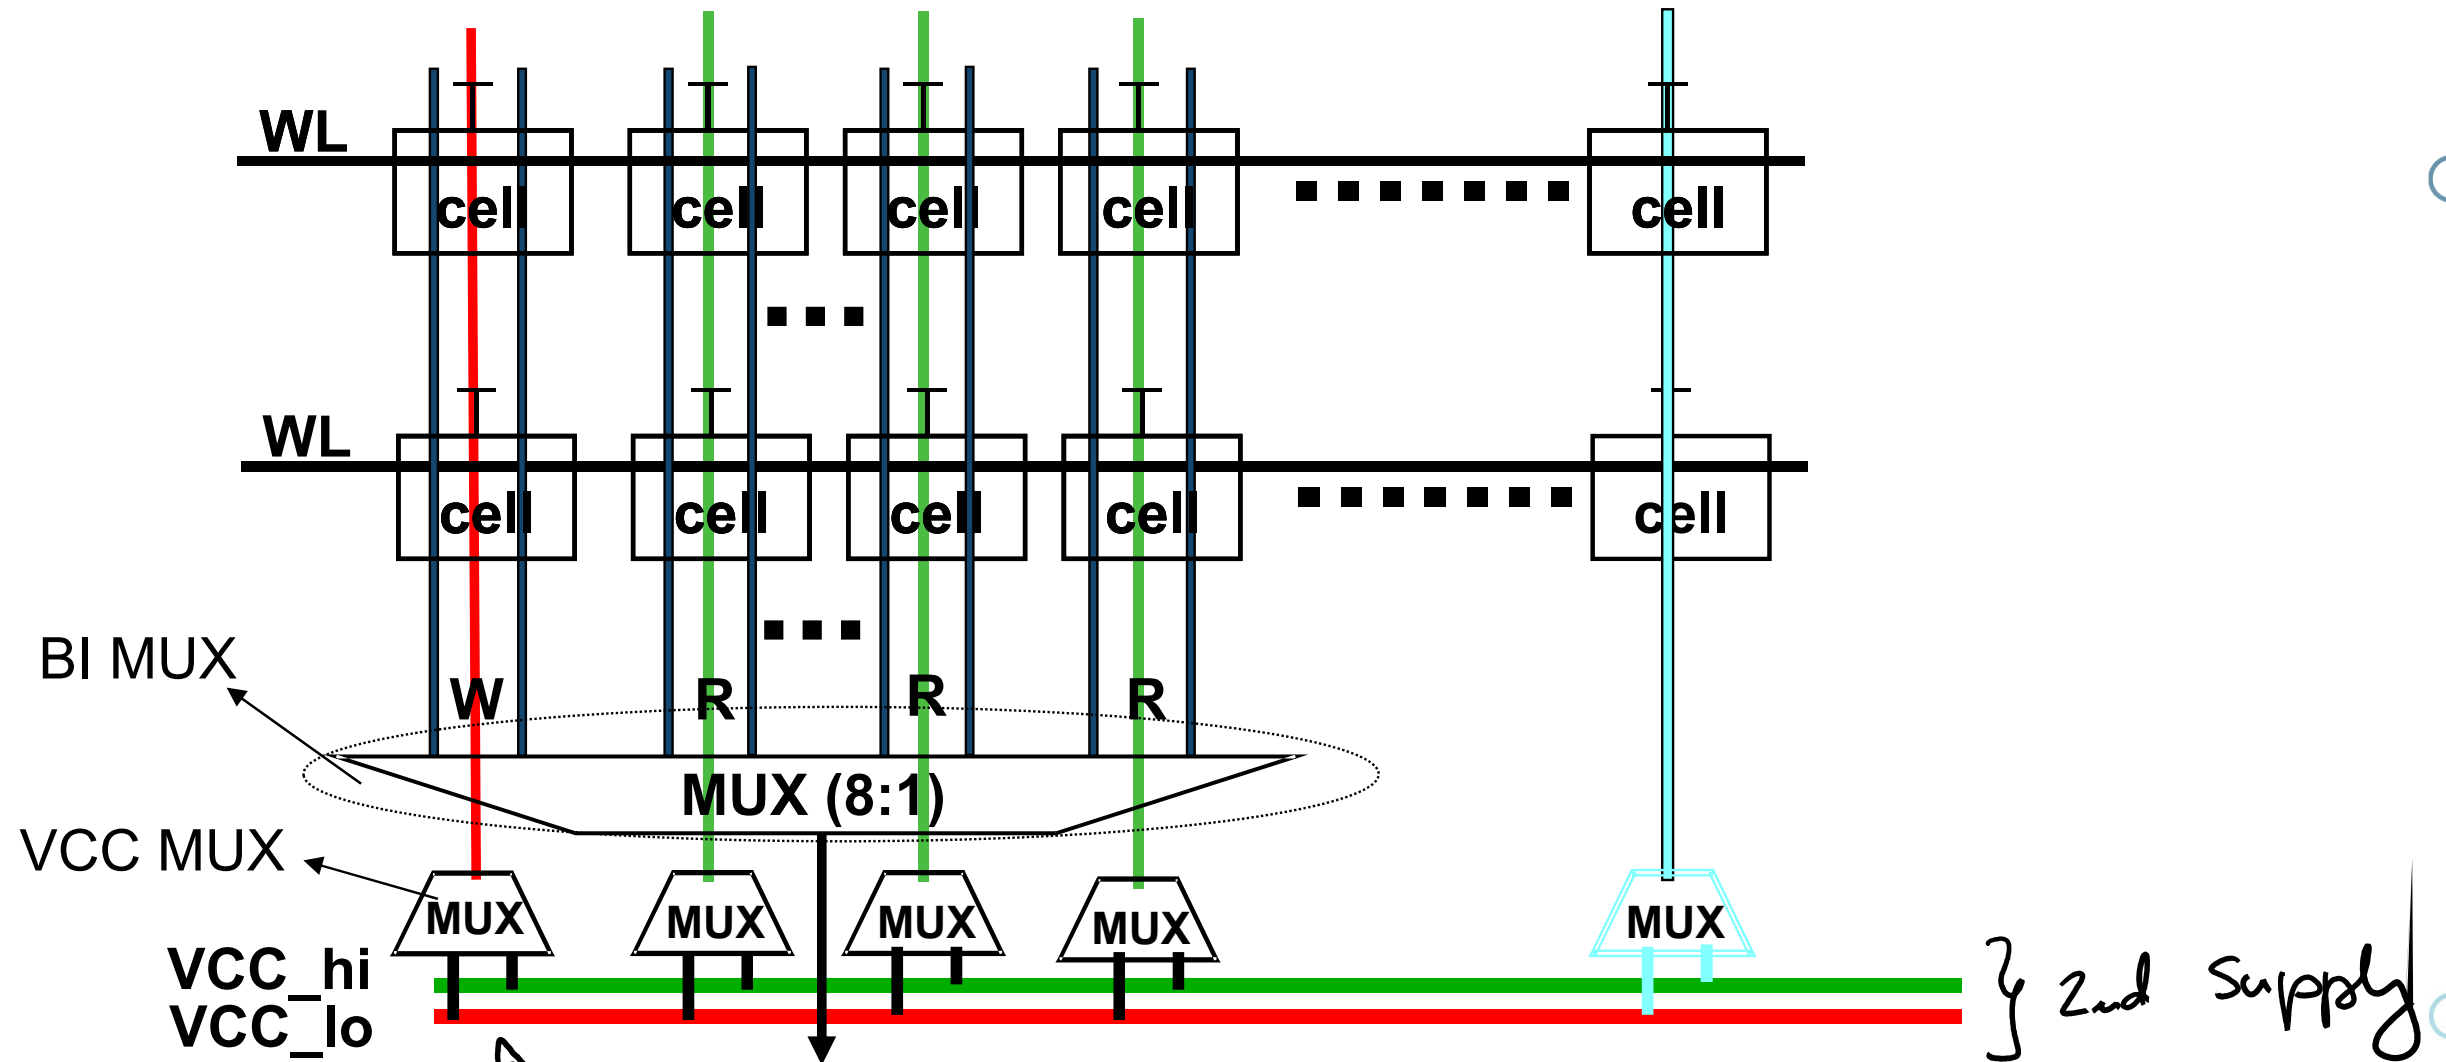 WL
cell cell cell cell cell
WL
cell cell cell cell cell
BI MUX
W R R R
MUX (8:1)
VCC MUX
MUX MUX MUX MUX MUX
VCC_hi
VCC_lo
2nd supply